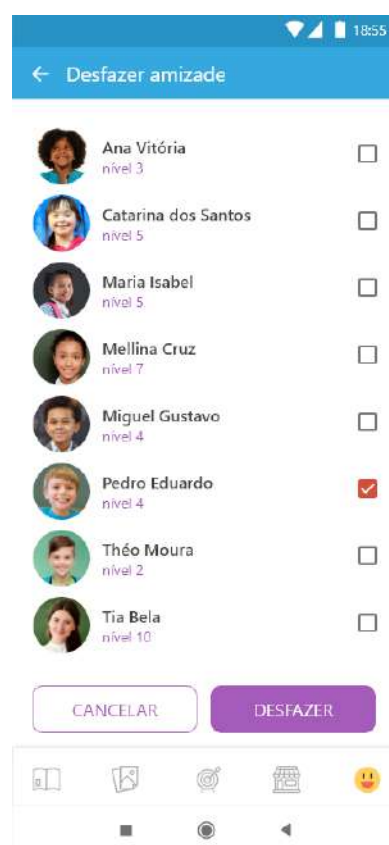 18:55
Desfazer amizade
Ana Vitória
nível 3
Catarina dos Santos
nível 5
Maria Isabel
nível 5
Mellina Cruz
nível 7
Miguel Gustavo
nível 4
Pedro Eduardo
nível 4
Théo Moura
nível 2
Tia Bela
nível 10
CANCELAR DESFAZER